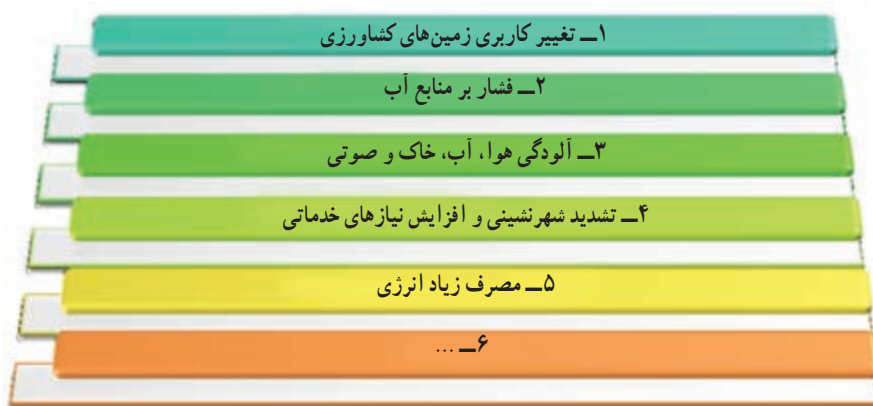 ۱ــ تغییر کاربری زمین‌های کشاورزی
۲ــ فشار بر منابع آب
۳ــ آلودگی هوا، آب، خاک و صوتی
۴ــ تشدید شهرنشینی و افزایش نیازهای خدماتی
۵ــ مصرف زیاد انرژی
۶ــ ...